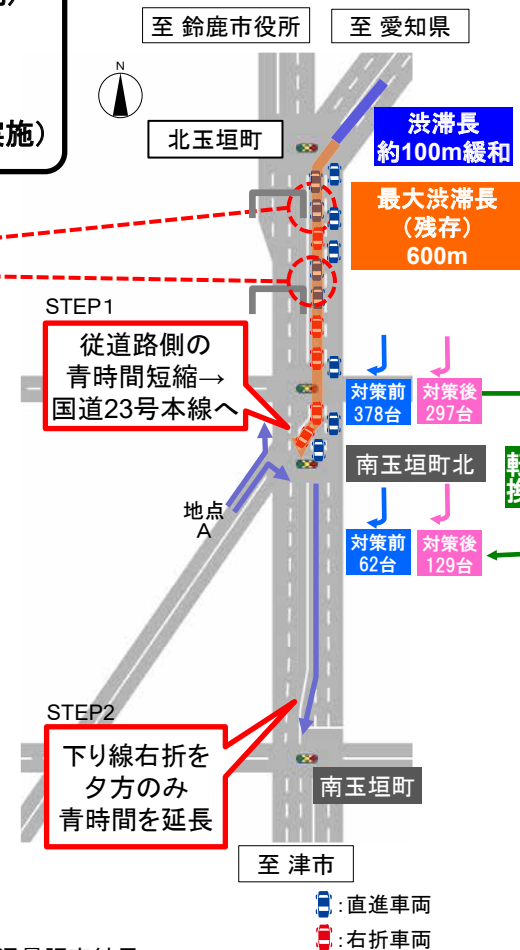 至 鈴鹿市役所
至 愛知県
N
施）
北玉垣町
渋滞長
約100m緩和
最大渋滞長
（残存）
600m
STEP1
従道路側の
青時間短縮→
国道23号本線へ
対策前
378台
対策後
297台
南玉垣町北
地点
A
対策前
62台
対策後
129台
STEP2
下り線右折を
夕方のみ
青時間を延長
南玉垣町
至 津市
:直進車両
:右折車両